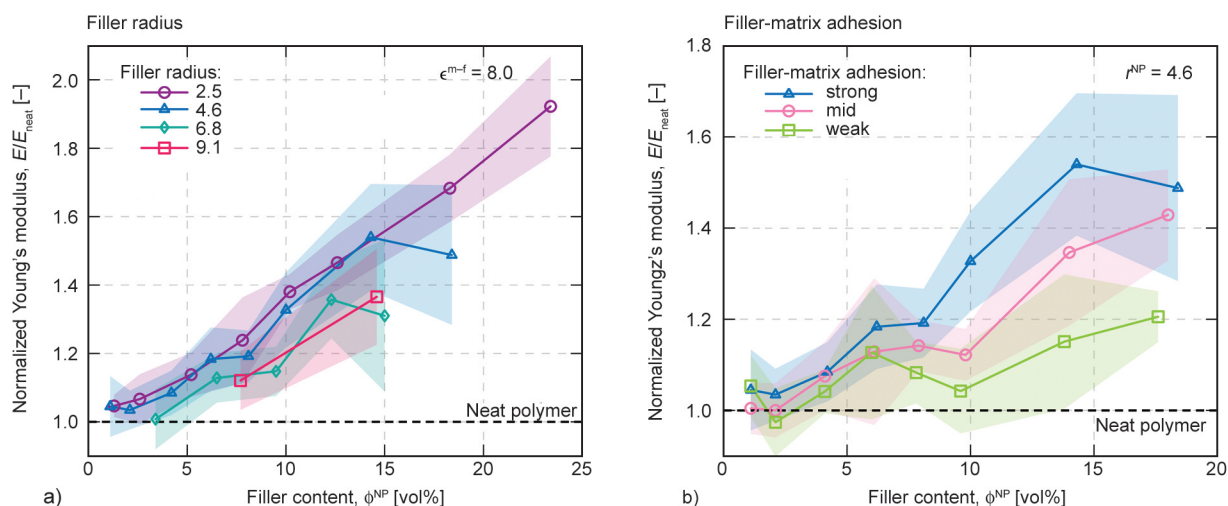 Filler radius
Normalized Young's modulus, E/E_neat [–]
2.0
1.8
1.6
1.4
1.2
1.0
Filler radius:
2.5
4.6
6.8
9.1
ϵ^m–f = 8.0
Neat polymer
0
5
10
15
20
25
a)
Filler content, ϕ^NP [vol%]
Filler-matrix adhesion
Normalized Youngz's modulus, E/E_neat [–]
1.8
1.6
1.4
1.2
1.0
Filler-matrix adhesion:
strong
mid
weak
r^NP = 4.6
Neat polymer
0
5
10
15
20
b)
Filler content, ϕ^NP [vol%]